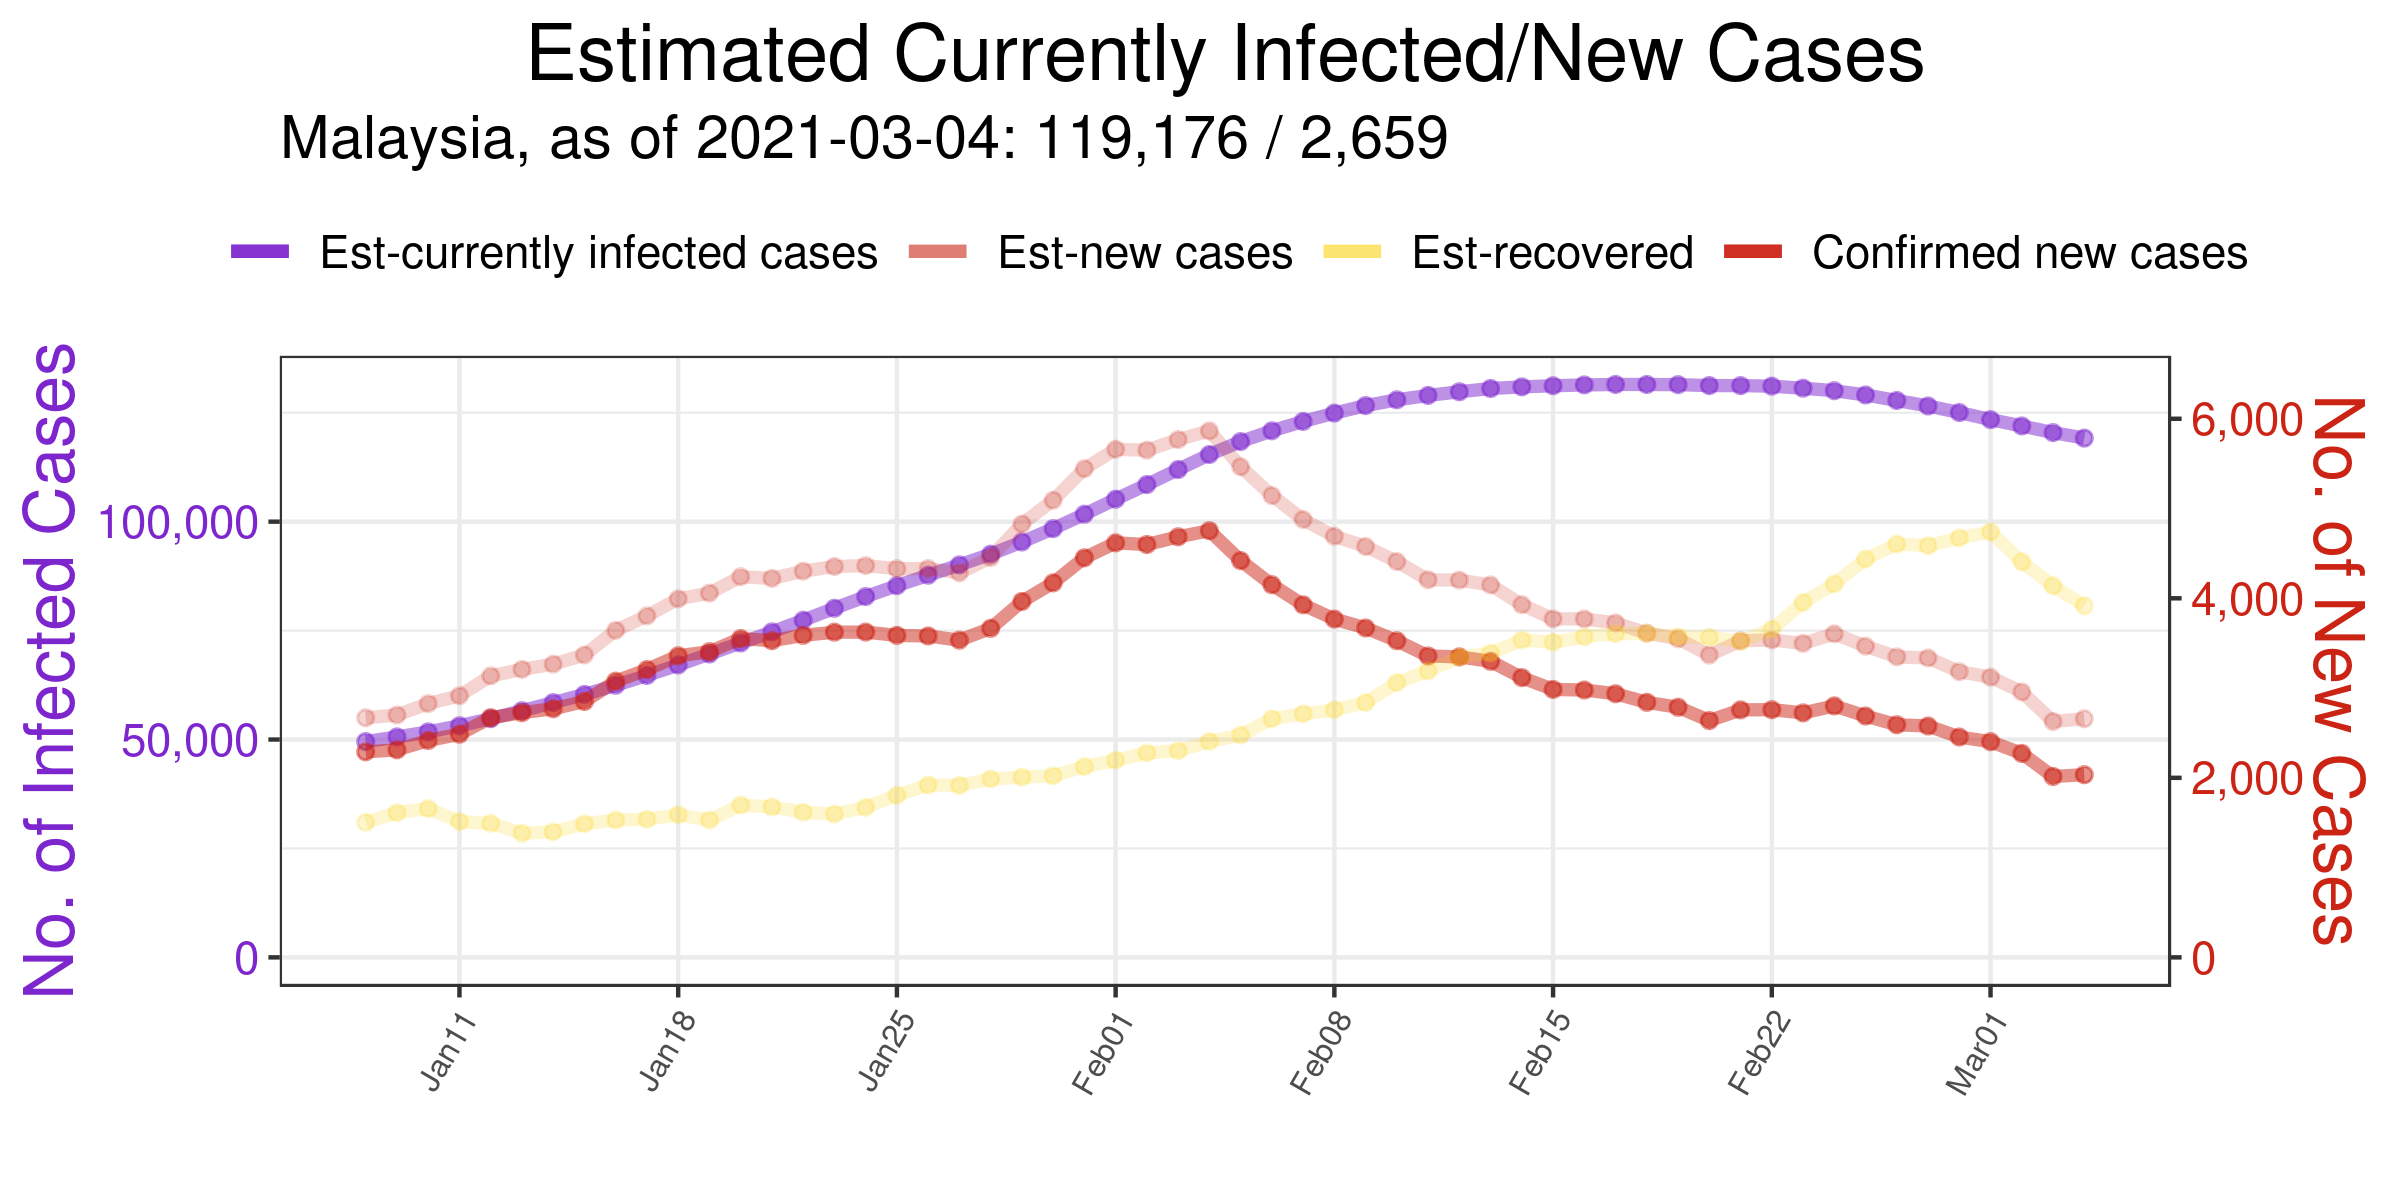 Estimated Currently Infected/New Cases
Malaysia, as of 2021-03-04: 119,176 / 2,659
Est-currently infected cases Est-new cases Est-recovered Confirmed new cases
No. of Infected Cases
100,000
50,000
0
6,000
4,000
2,000
0
No. of New Cases
Jan11 Jan18 Jan25 Feb01 Feb08 Feb15 Feb22 Mar01